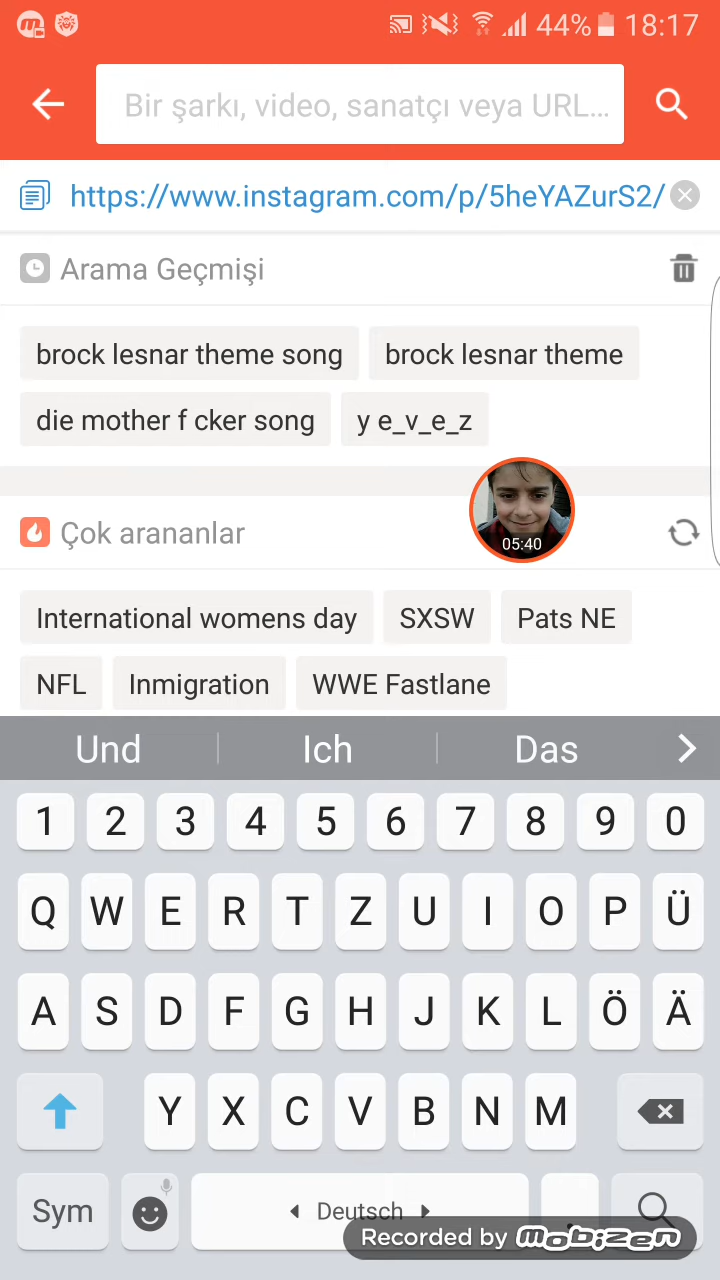 44% 18:17
Bir şarkı, video, sanatçı veya URL...
https://www.instagram.com/p/5heYAZurS2/
Arama Geçmişi
brock lesnar theme song brock lesnar theme
die mother f cker song y e_v_e_z
05:40
Çok arananlar
International womens day SXSW Pats NE
NFL Inmigration WWE Fastlane
Und Ich Das
1 2 3 4 5 6 7 8 9 0
Q W E R T Z U I O P Ü
A S D F G H J K L Ö Ä
Y X C V B N M
Sym Deutsch .
Recorded by mobizen